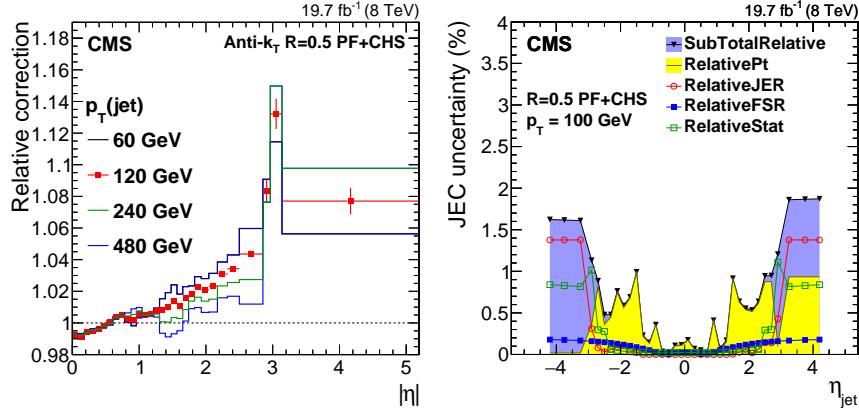 19.7 fb⁻¹ (8 TeV)
CMS
Anti-k_T R=0.5 PF+CHS
p_T(jet)
60 GeV
120 GeV
240 GeV
480 GeV
Relative correction
1.18
1.16
1.14
1.12
1.1
1.08
1.06
1.04
1.02
1
0.98
0 1 2 3 4 5
|η|
19.7 fb⁻¹ (8 TeV)
CMS
SubTotalRelative
RelativePt
RelativeJER
RelativeFSR
RelativeStat
R=0.5 PF+CHS
p_T = 100 GeV
JEC uncertainty (%)
4
3.5
3
2.5
2
1.5
1
0.5
0
-4 -2 0 2 4
η_jet